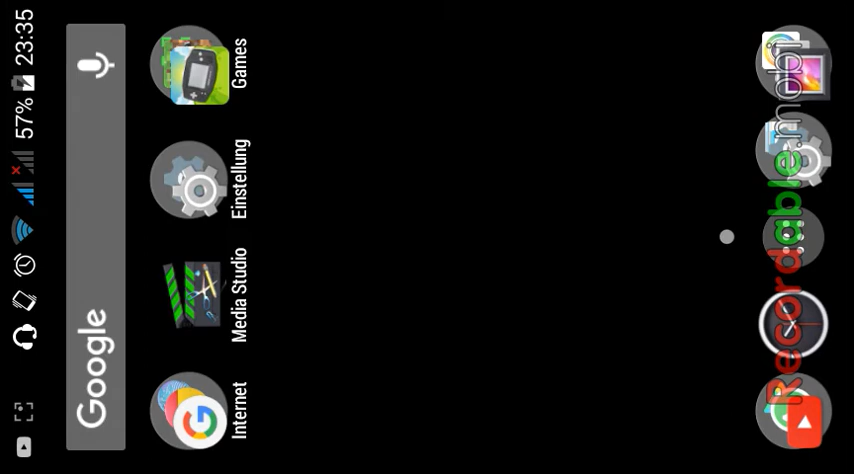 57% 23:35
Google
Internet
Media Studio
Einstellung
Games
Recordable.mobi